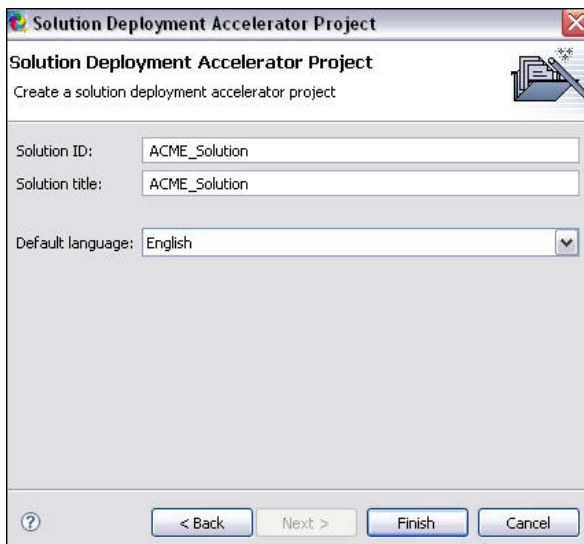 Solution Deployment Accelerator Project
Solution Deployment Accelerator Project
Create a solution deployment accelerator project
Solution ID: ACME_Solution
Solution title: ACME_Solution
Default language: English
? < Back Next > Finish Cancel